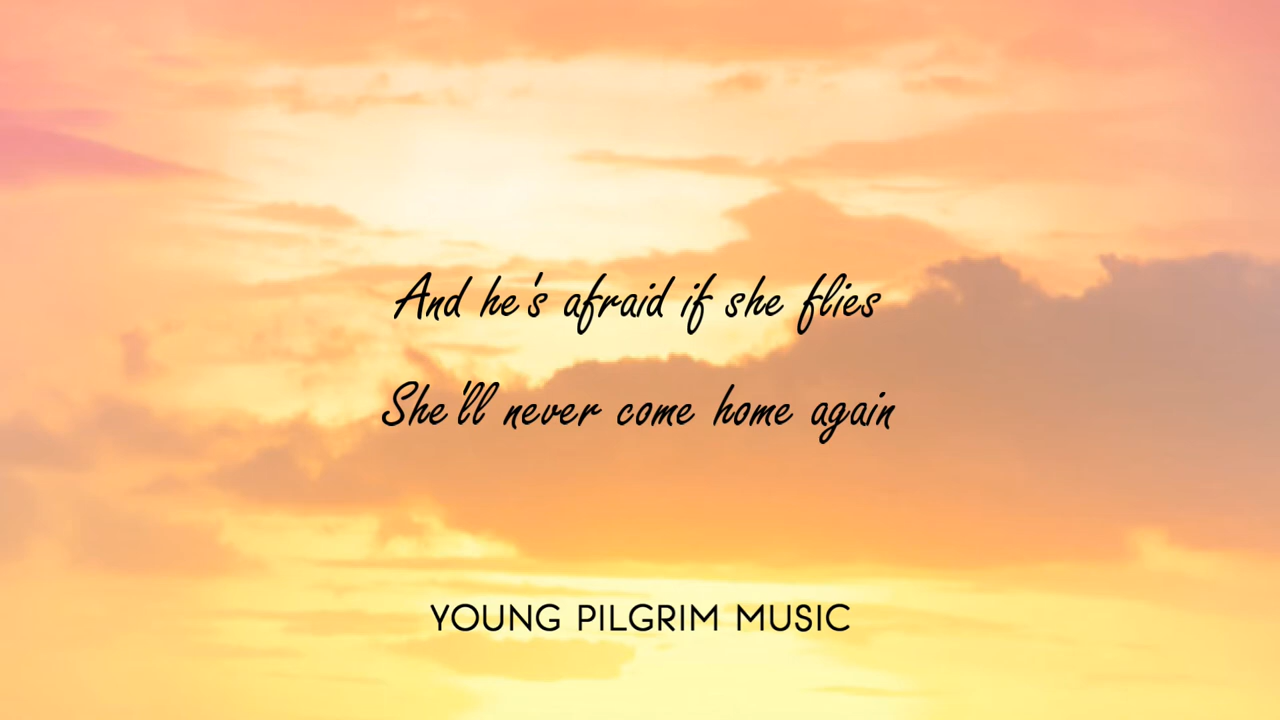 And he's afraid if she flies
She'll never come home again
YOUNG PILGRIM MUSIC